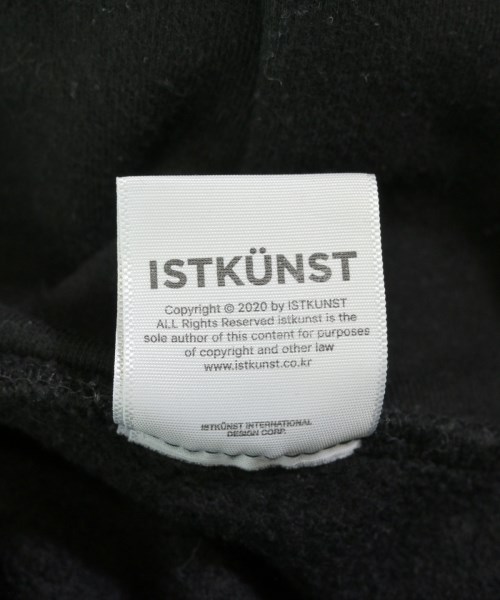 ISTKÜNST
Copyright © 2020 by ISTKUNST
ALL Rights Reserved istkunst is the
sole author of this content for purposes
of copyright and other law
www.istkunst.co.kr
ISTKÜNST INTERNATIONAL
DESIGN CORP.